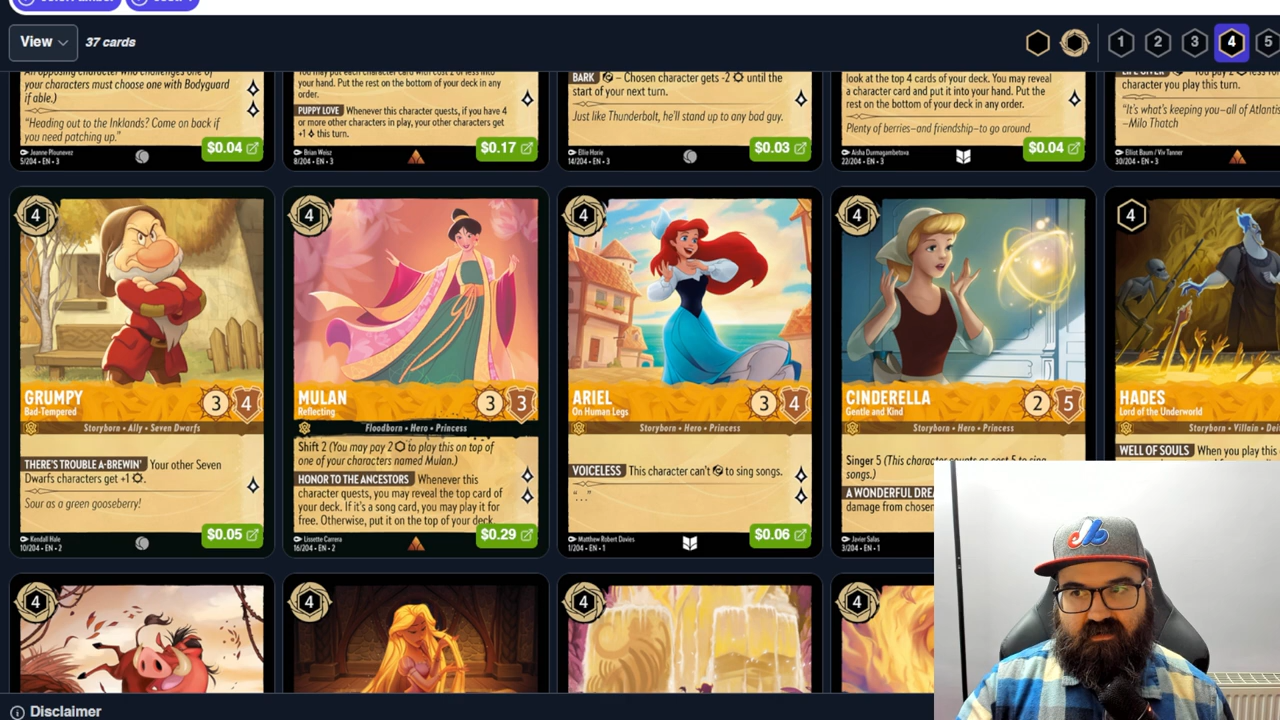 View
37 cards
1
2
3
4
5
An opposing character who challenges one of
your characters must choose one with Bodyguard
if able.)
“Heading out to the Inklands? Come on back if
you need patching up.”
Jeanne Plounevez
5/204 • EN • 3
$0.04
your hand. Put the rest on the bottom of your deck in any
order.
PUPPY LOVE Whenever this character quests, if you have 4
or more other characters in play, your other characters get
+1 this turn.
Brian Weisz
8/204 • EN • 3
$0.17
BARK – Chosen character gets -2 until the
start of your next turn.
Just like Thunderbolt, he'll stand up to any bad guy.
Ellie Horie
14/204 • EN • 3
$0.03
look at the top 4 cards of your deck. You may reveal
a character card and put it into your hand. Put the
rest on the bottom of your deck in any order.
Plenty of berries—and friendship—to go around.
Aisha Durmagambetova
22/204 • EN • 3
$0.04
character you play this turn.
“It's what's keeping you—all of Atlantis
–Milo Thatch
Elliot Baum / Viv Tanner
30/204 • EN • 3
4
GRUMPY
Bad-Tempered
3 4
Storyborn • Ally • Seven Dwarfs
THERE'S TROUBLE A-BREWIN' Your other Seven
Dwarfs characters get +1 .
Sour as a green gooseberry!
Kendall Hale
10/204 • EN • 2
$0.05
4
MULAN
Reflecting
3 3
Floodborn • Hero • Princess
Shift 2 (You may pay 2 to play this on top of
one of your characters named Mulan.)
HONOR TO THE ANCESTORS Whenever this
character quests, you may reveal the top card of
your deck. If it's a song card, you may play it for
free. Otherwise, put it on the top of your deck.
Lissette Carrera
16/204 • EN • 2
$0.29
4
ARIEL
On Human Legs
3 4
Storyborn • Hero • Princess
VOICELESS This character can't to sing songs.
“. . .”
Matthew Robert Davies
1/204 • EN • 1
$0.06
4
CINDERELLA
Gentle and Kind
2 5
Storyborn • Hero • Princess
Singer 5 (This character counts as cost 5 to sing
songs.)
A WONDERFUL DREA
damage from chosen
Javier Salas
3/204 • EN • 1
4
HADES
Lord of the Underworld
Storyborn • Villain • Dei
WELL OF SOULS When you play this
4
4
4
4
Disclaimer